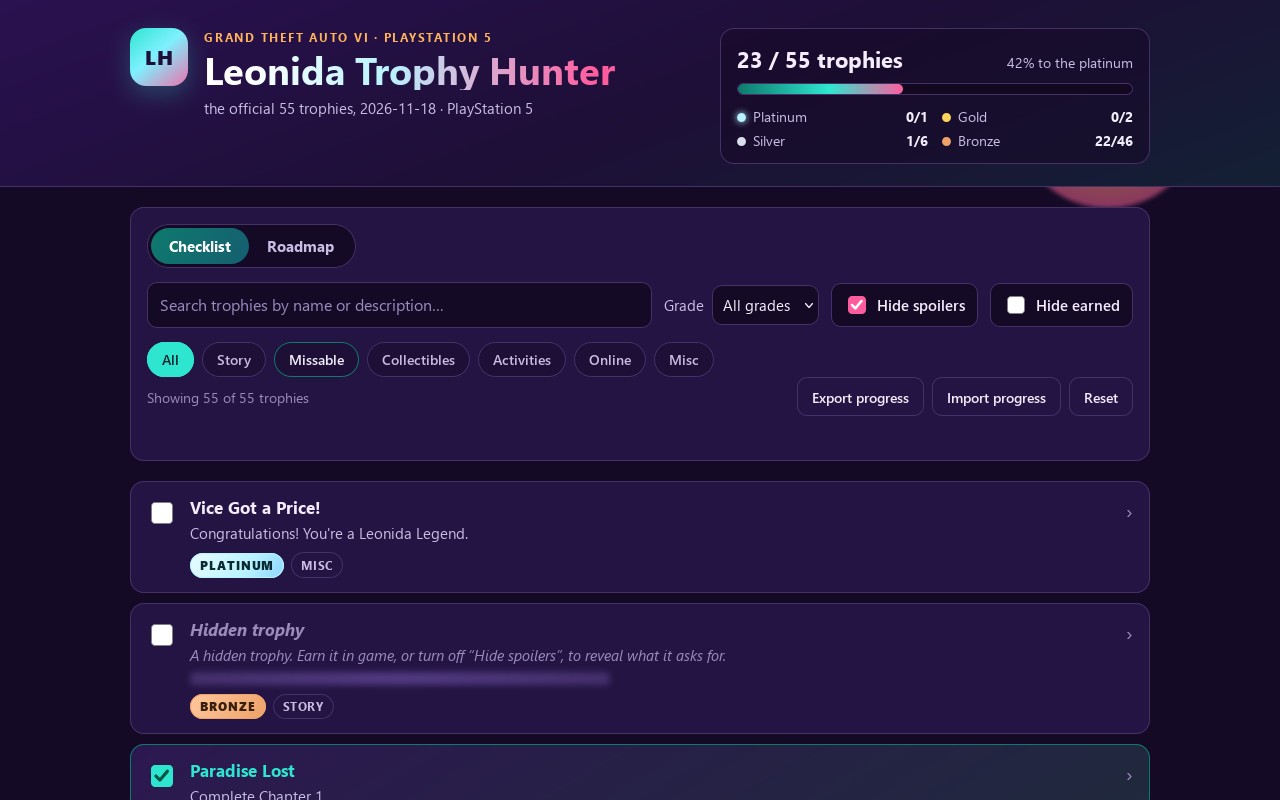 LH
GRAND THEFT AUTO VI · PLAYSTATION 5
Leonida Trophy Hunter
the official 55 trophies, 2026-11-18 · PlayStation 5
23 / 55 trophies
42% to the platinum
Platinum 0/1
Gold 0/2
Silver 1/6
Bronze 22/46
Checklist
Roadmap
Search trophies by name or description...
Grade
All grades
Hide spoilers
Hide earned
All
Story
Missable
Collectibles
Activities
Online
Misc
Showing 55 of 55 trophies
Export progress
Import progress
Reset
Vice Got a Price!
Congratulations! You're a Leonida Legend.
PLATINUM
MISC
Hidden trophy
A hidden trophy. Earn it in game, or turn off “Hide spoilers”, to reveal what it asks for.
BRONZE
STORY
Paradise Lost
Complete Chapter 1